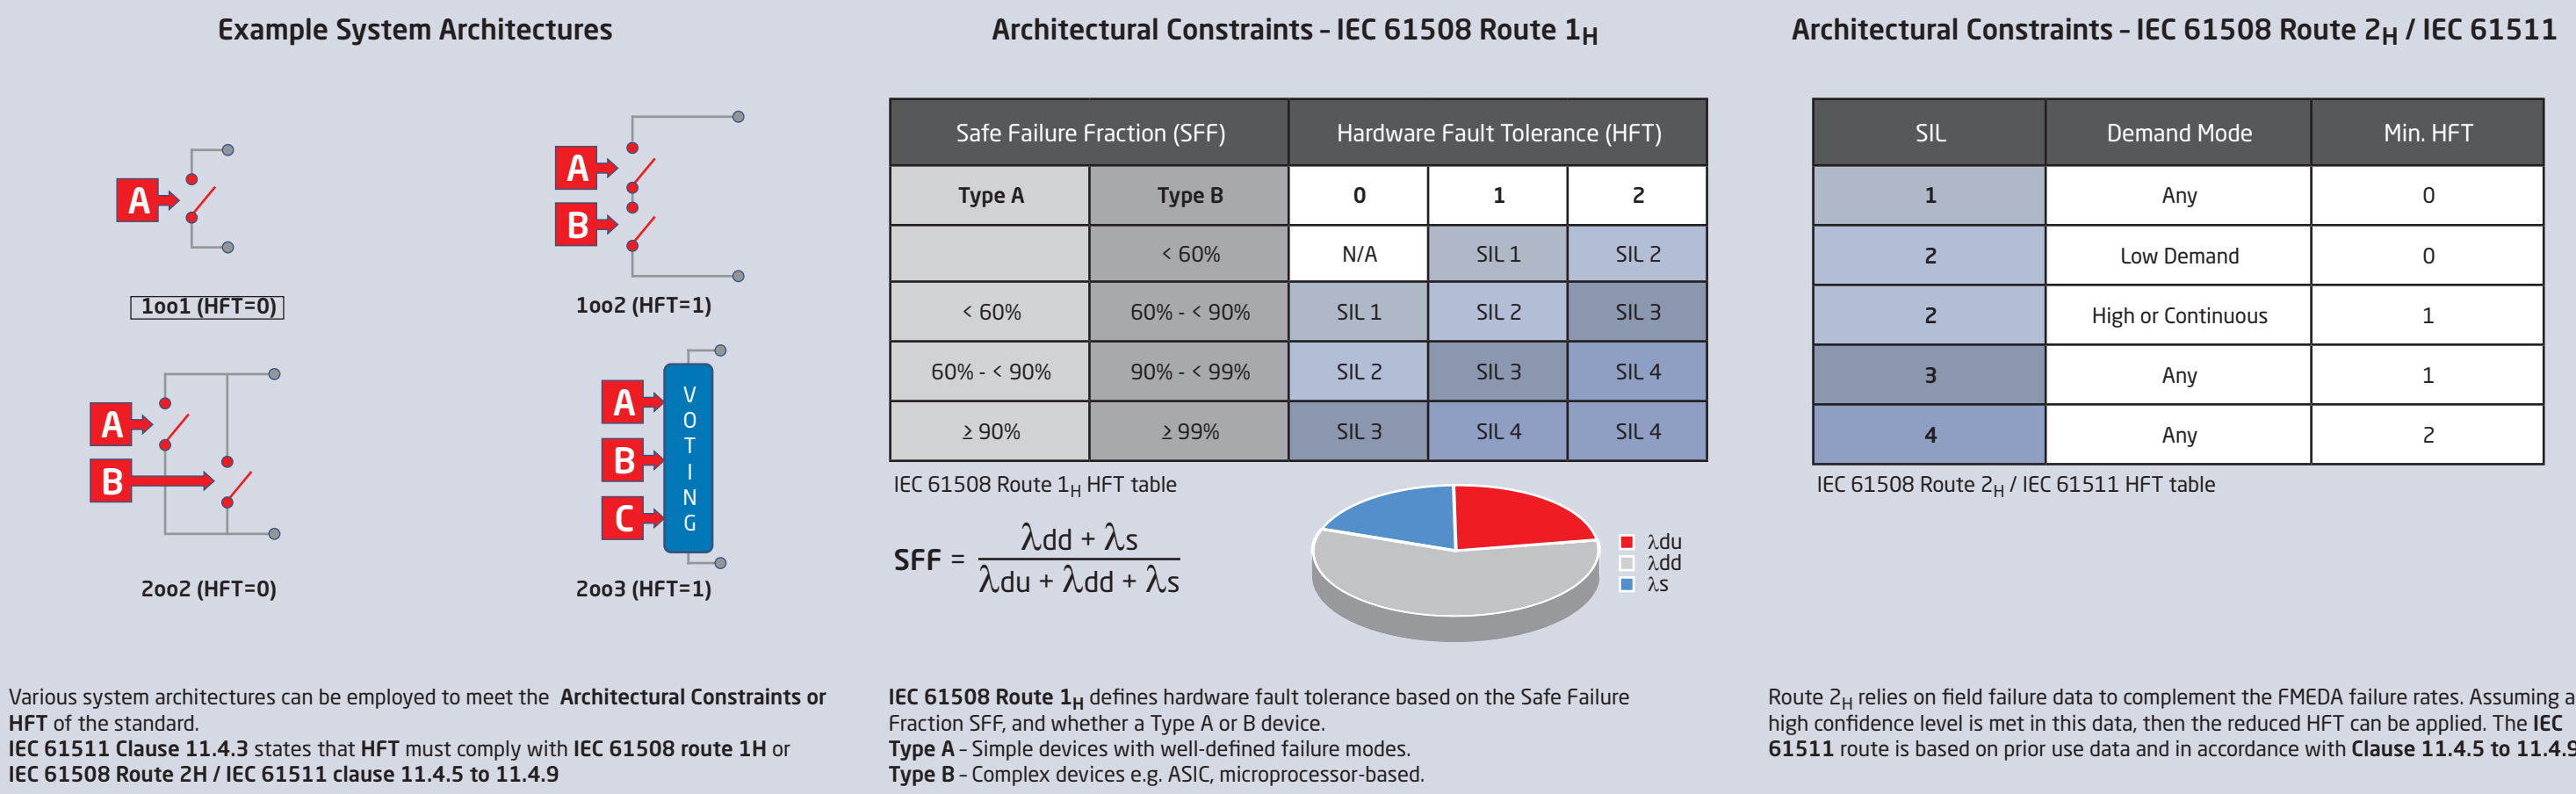 Example System Architectures
A
1oo1 (HFT=0)
A
B
1oo2 (HFT=1)
A
B
2oo2 (HFT=0)
A
B
C
VOTING
2oo3 (HFT=1)
Various system architectures can be employed to meet the Architectural Constraints or
HFT of the standard.
IEC 61511 Clause 11.4.3 states that HFT must comply with IEC 61508 route 1H or
IEC 61508 Route 2H / IEC 61511 clause 11.4.5 to 11.4.9
Architectural Constraints – IEC 61508 Route 1H
Safe Failure Fraction (SFF) Hardware Fault Tolerance (HFT)
Type A Type B 0 1 2
< 60% N/A SIL 1 SIL 2
< 60% 60% - < 90% SIL 1 SIL 2 SIL 3
60% - < 90% 90% - < 99% SIL 2 SIL 3 SIL 4
≥ 90% ≥ 99% SIL 3 SIL 4 SIL 4
IEC 61508 Route 1H HFT table
SFF = λdd + λs
λdu + λdd + λs
λdu
λdd
λs
IEC 61508 Route 1H defines hardware fault tolerance based on the Safe Failure
Fraction SFF, and whether a Type A or B device.
Type A – Simple devices with well-defined failure modes.
Type B – Complex devices e.g. ASIC, microprocessor-based.
Architectural Constraints – IEC 61508 Route 2H / IEC 61511
SIL Demand Mode Min. HFT
1 Any 0
2 Low Demand 0
2 High or Continuous 1
3 Any 1
4 Any 2
IEC 61508 Route 2H / IEC 61511 HFT table
Route 2H relies on field failure data to complement the FMEDA failure rates. Assuming a
high confidence level is met in this data, then the reduced HFT can be applied. The IEC
61511 route is based on prior use data and in accordance with Clause 11.4.5 to 11.4.9